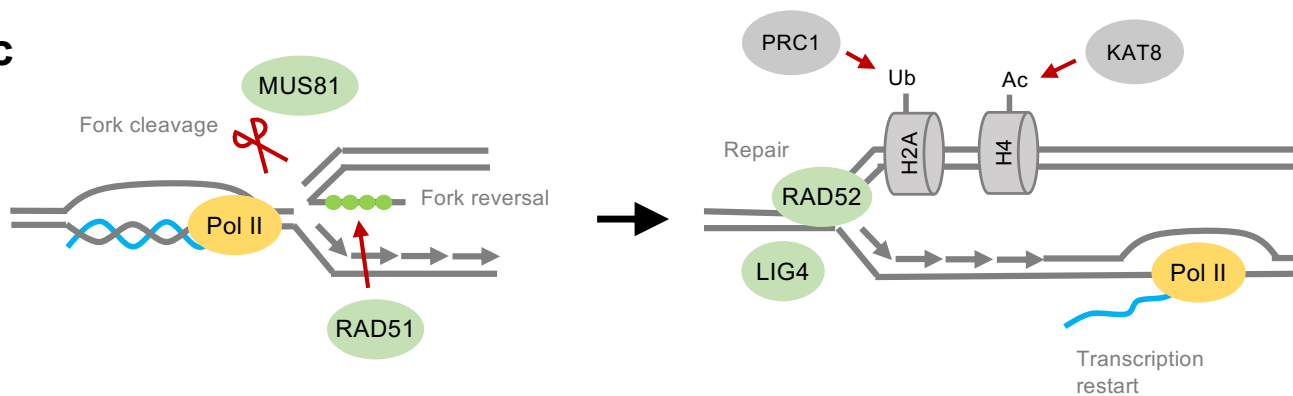 c
MUS81
Fork cleavage
Pol II
Fork reversal
RAD51
PRC1
KAT8
Ub
Ac
H2A
H4
Repair
RAD52
LIG4
Pol II
Transcription
restart